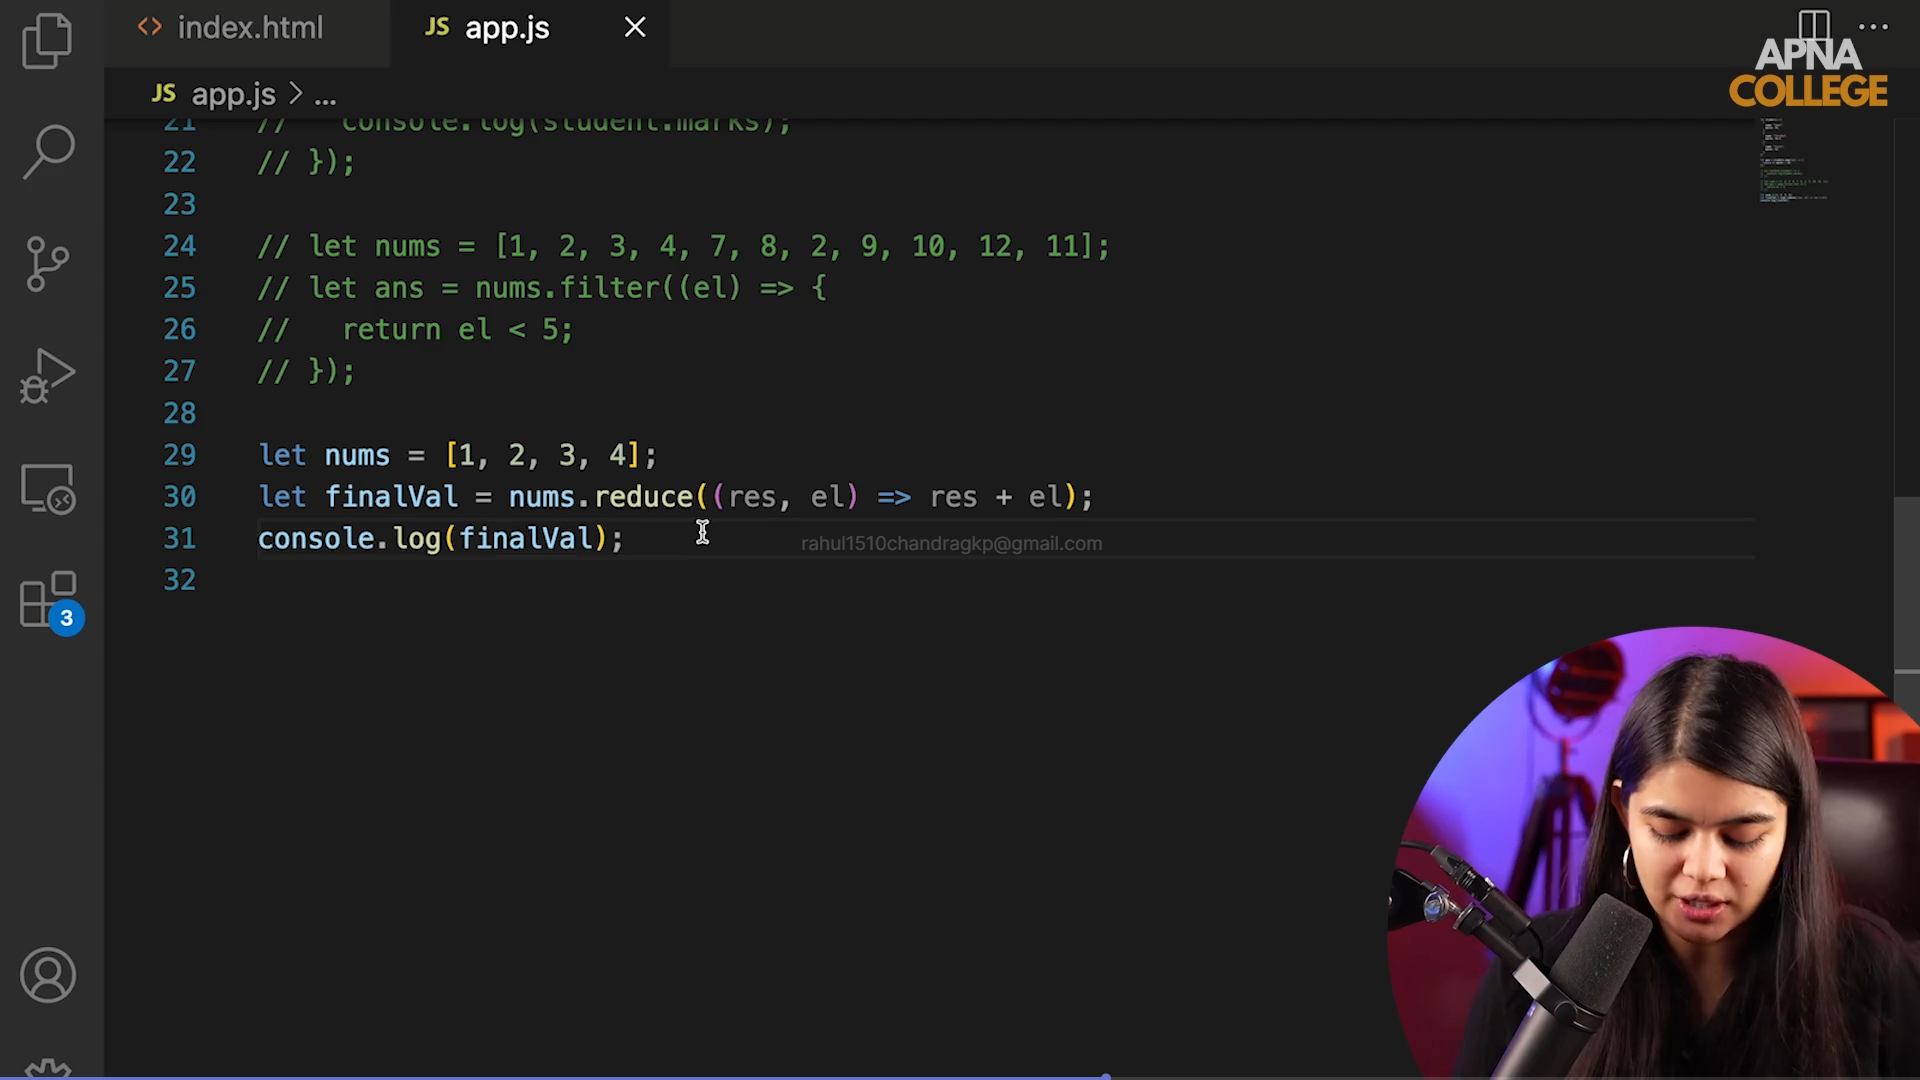 index.html
JS app.js
APNA
COLLEGE
JS app.js > ...
21 // console.log(student.marks);
22 // });
23
24 // let nums = [1, 2, 3, 4, 7, 8, 2, 9, 10, 12, 11];
25 // let ans = nums.filter((el) => {
26 // return el < 5;
27 // });
28
29 let nums = [1, 2, 3, 4];
30 let finalVal = nums.reduce((res, el) => res + el);
31 console.log(finalVal);
rahul1510chandragkp@gmail.com
32
3